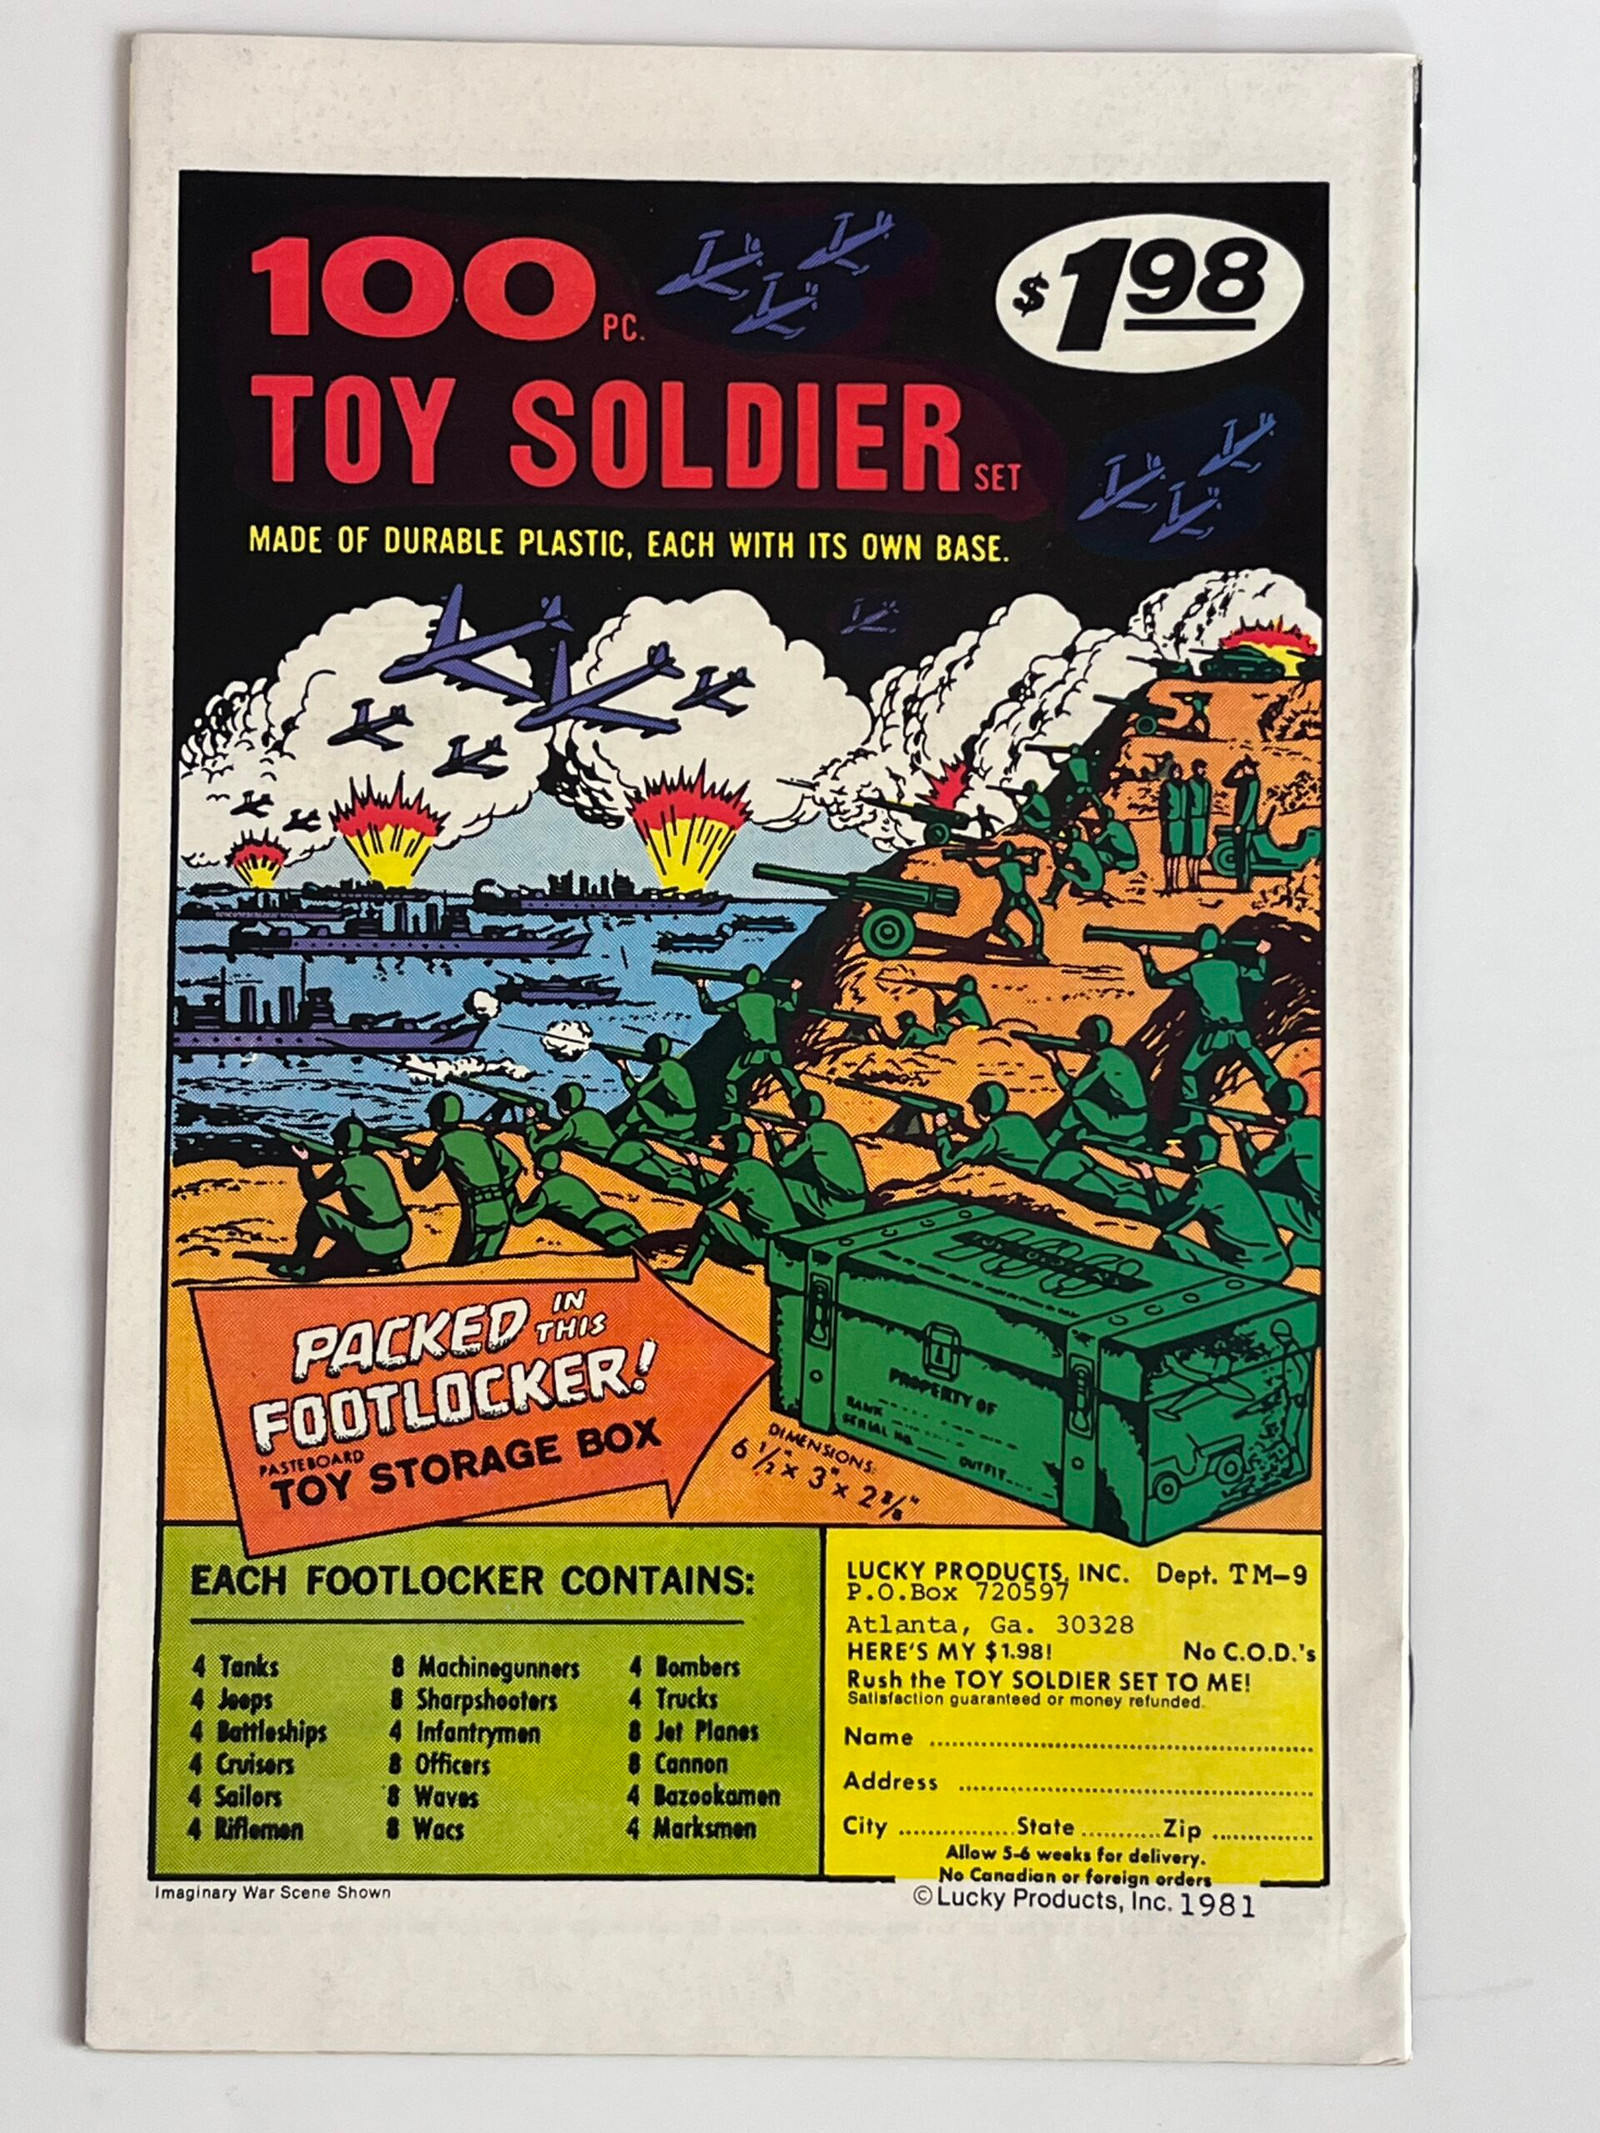 100 PC.
$1.98
TOY SOLDIER SET
MADE OF DURABLE PLASTIC, EACH WITH ITS OWN BASE.
PACKED IN THIS
FOOTLOCKER!
PASTEBOARD
TOY STORAGE BOX
DIMENSIONS:
6 1/2" x 3" x 2 3/8"
PROPERTY OF
RANK
SERIAL NO.
OUTFIT
EACH FOOTLOCKER CONTAINS:
4 Tanks
4 Jeeps
4 Battleships
4 Cruisers
4 Sailors
4 Riflemen
8 Machinegunners
8 Sharpshooters
4 Infantrymen
8 Officers
8 Waves
8 Wacs
4 Bombers
4 Trucks
8 Jet Planes
8 Cannon
4 Bazookamen
4 Marksmen
LUCKY PRODUCTS, INC. Dept. TM-9
P.O.Box 720597
Atlanta, Ga. 30328
HERE'S MY $1.98! No C.O.D.'s
Rush the TOY SOLDIER SET TO ME!
Satisfaction guaranteed or money refunded.
Name
Address
City ............... State .......... Zip ..............
Allow 5-6 weeks for delivery.
No Canadian or foreign orders
Imaginary War Scene Shown
© Lucky Products, Inc. 1981